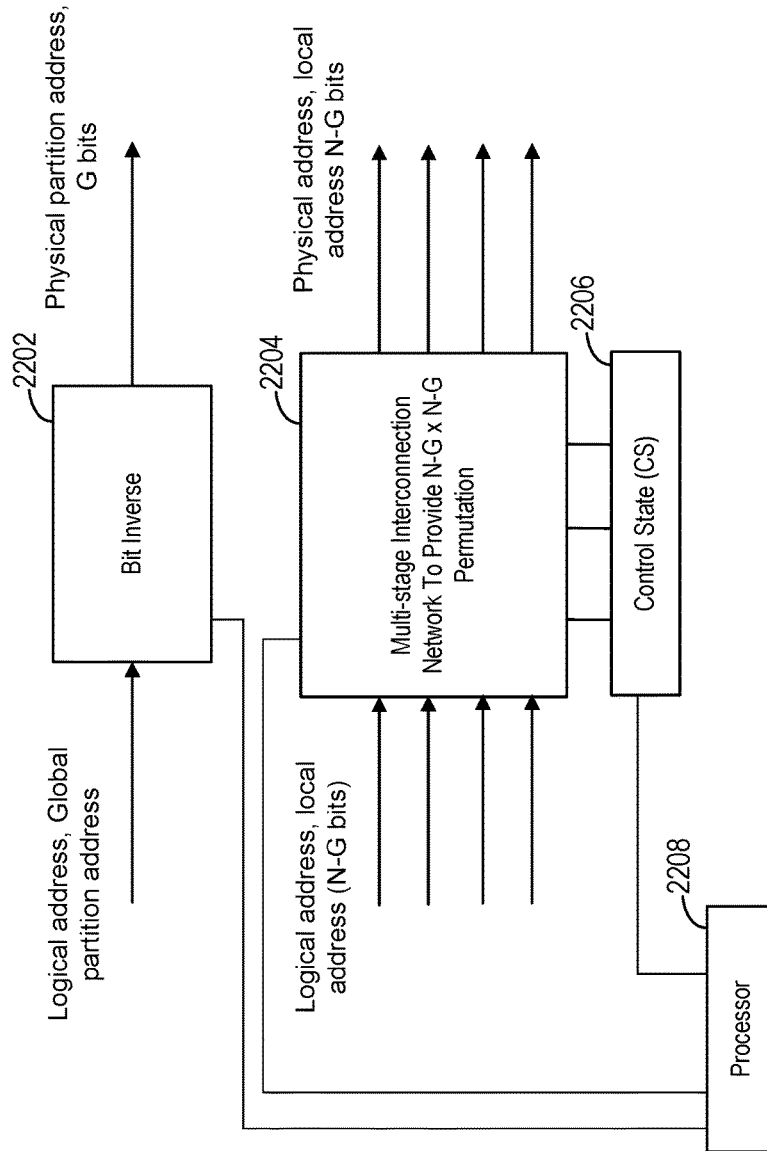 Logical address, Global
partition address
2202
Bit Inverse
Physical partition address,
G bits
Logical address, local
address (N-G bits)
2204
Multi-stage Interconnection
Network To Provide N-G x N-G
Permutation
Physical address, local
address N-G bits
2206
Control State (CS)
2208
Processor